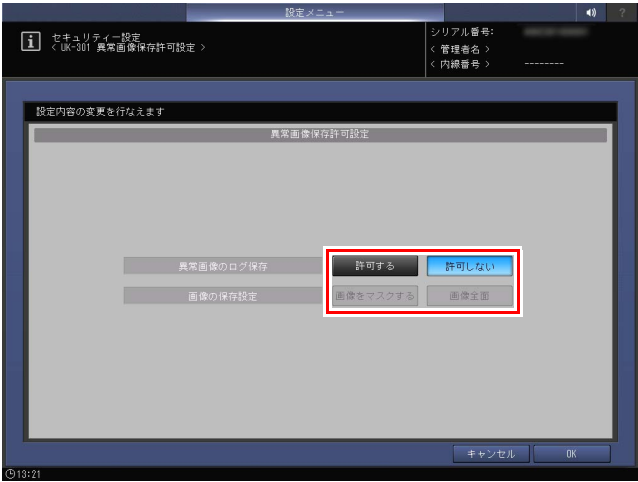 設定メニュー
?
i
セキュリティー設定
< UK-301 異常画像保存許可設定 >
シリアル番号:
< 管理者名 >
< 内線番号 > --------
設定内容の変更を行なえます
異常画像保存許可設定
異常画像のログ保存 許可する 許可しない
画像の保存設定 画像をマスクする 画像全面
キャンセル OK
13:21